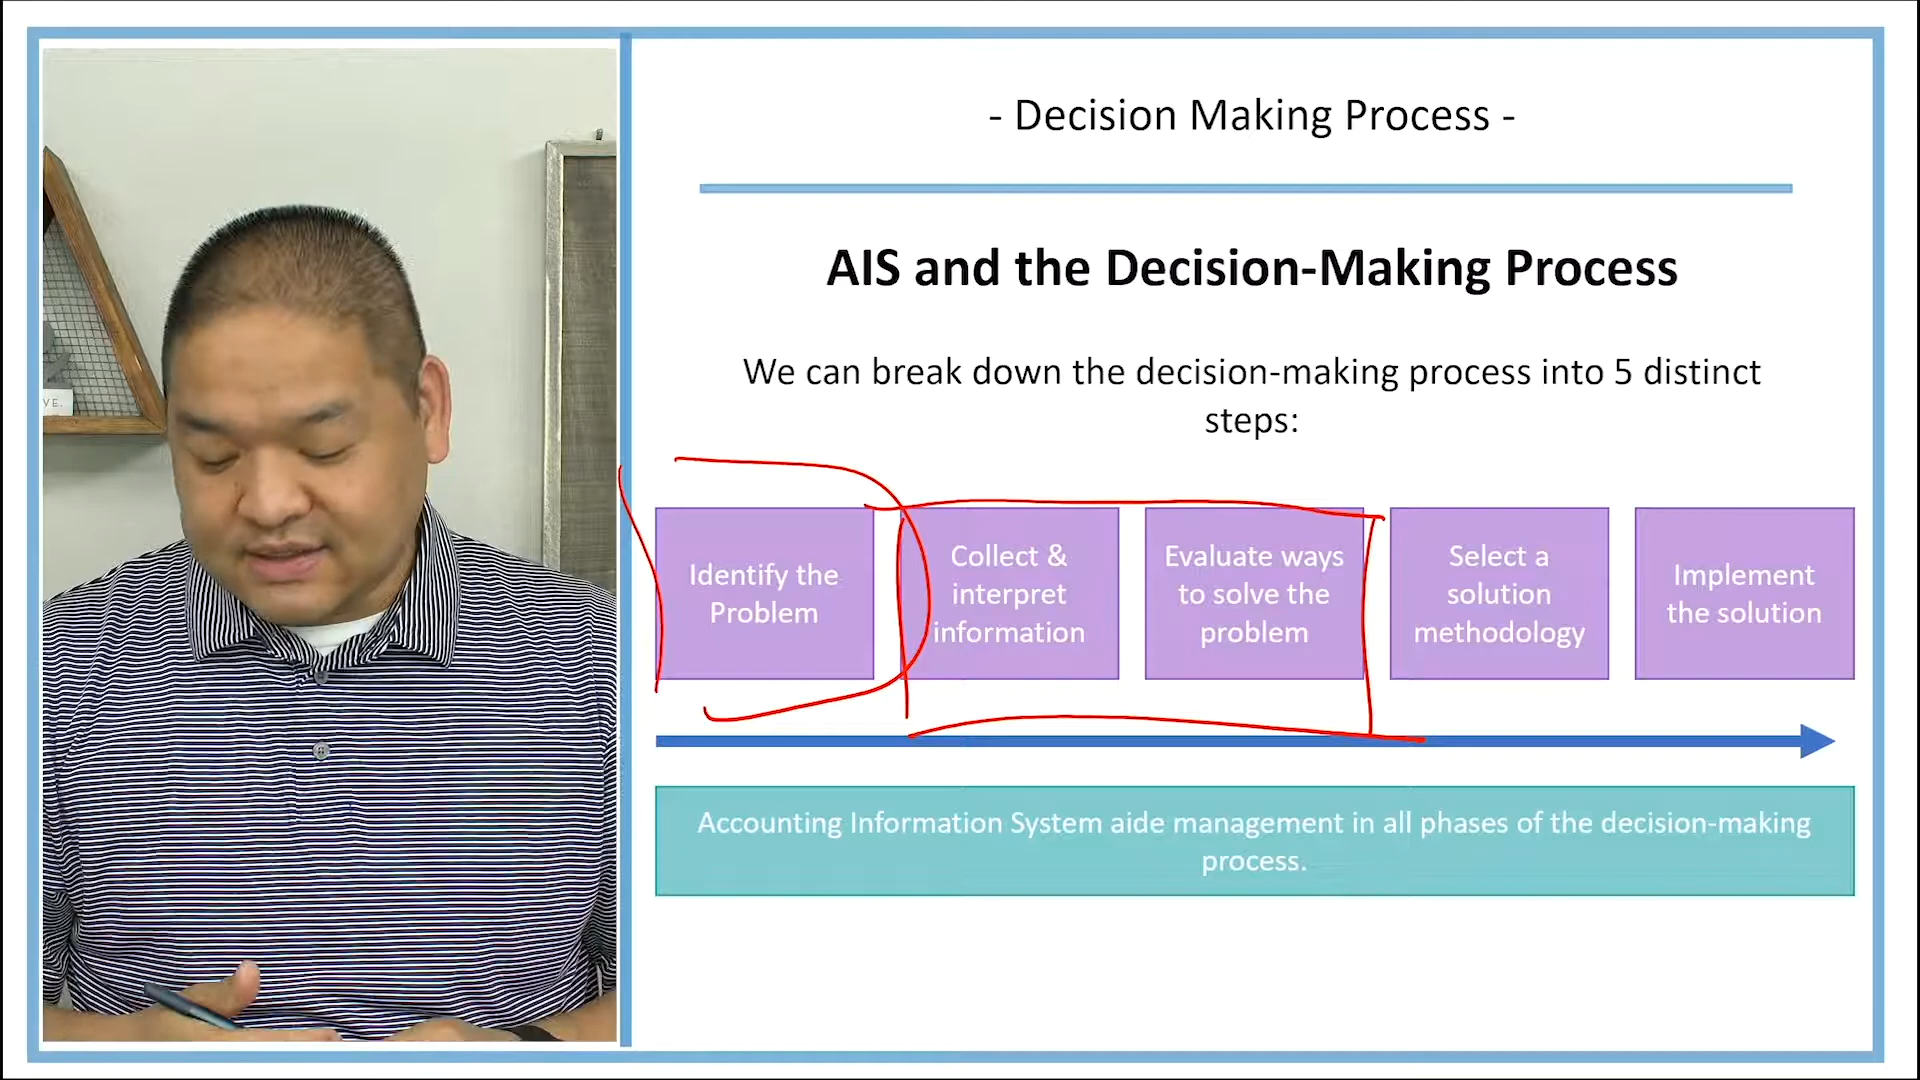 VE.
- Decision Making Process -
AIS and the Decision-Making Process
We can break down the decision-making process into 5 distinct
steps:
Identify the
Problem
Collect &
interpret
information
Evaluate ways
to solve the
problem
Select a
solution
methodology
Implement
the solution
Accounting Information System aide management in all phases of the decision-making
process.